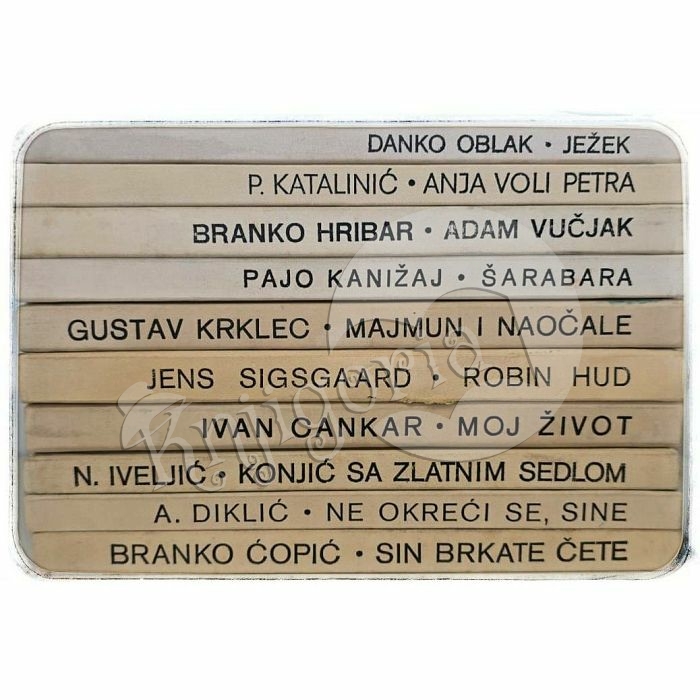 DANKO OBLAK • JEŽEK
P. KATALINIĆ • ANJA VOLI PETRA
BRANKO HRIBAR • ADAM VUČJAK
PAJO KANIŽAJ • ŠARABARA
GUSTAV KRKLEC • MAJMUN I NAOČALE
JENS SIGSGAARD • ROBIN HUD
IVAN CANKAR • MOJ ŽIVOT
N. IVELJIĆ • KONJIĆ SA ZLATNIM SEDLOM
A. DIKLIĆ • NE OKREĆI SE, SINE
BRANKO ĆOPIĆ • SIN BRKATE ČETE
Knjigoria